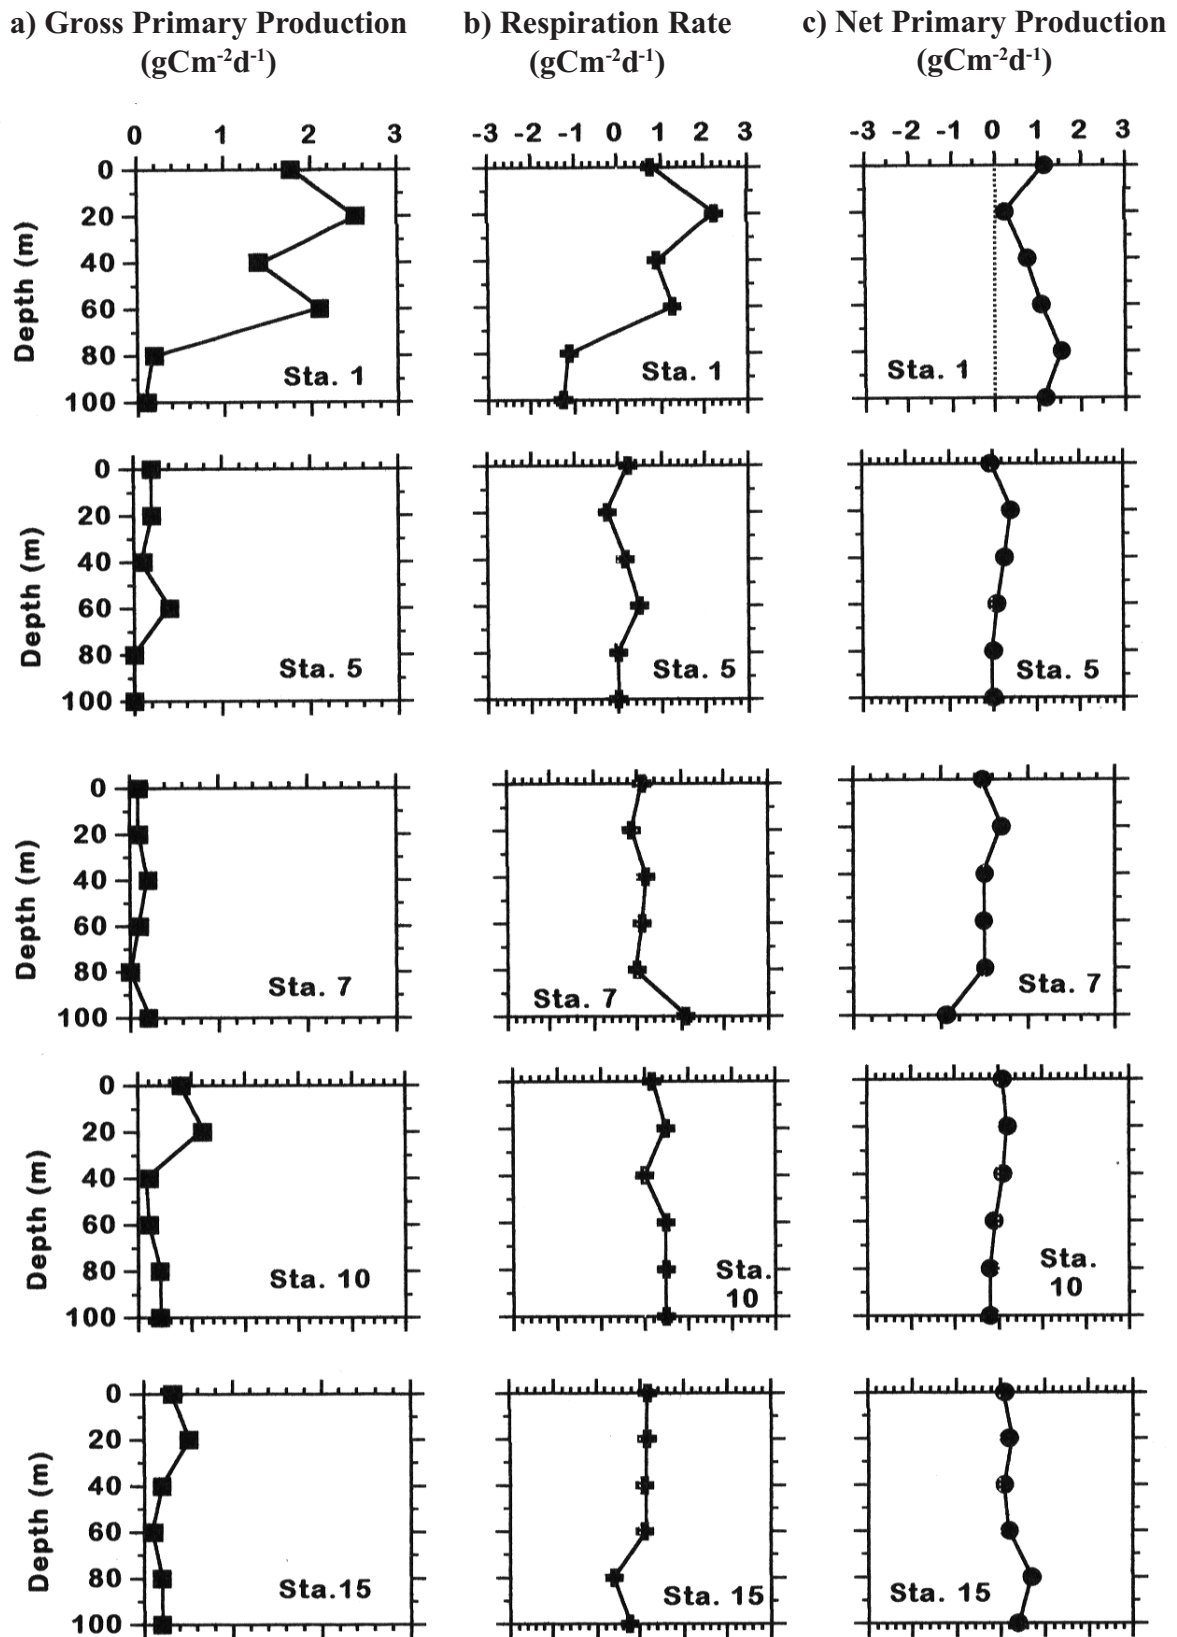 a) Gross Primary Production b) Respiration Rate c) Net Primary Production
(gCm⁻²d⁻¹) (gCm⁻²d⁻¹) (gCm⁻²d⁻¹)
0 1 2 3 -3 -2 -1 0 1 2 3 -3 -2 -1 0 1 2 3
Depth (m)
0
20
40
60
80
100
Sta. 1 Sta. 1 Sta. 1
Depth (m)
0
20
40
60
80
100
Sta. 5 Sta. 5 Sta. 5
Depth (m)
0
20
40
60
80
100
Sta. 7 Sta. 7 Sta. 7
Depth (m)
0
20
40
60
80
100
Sta. 10 Sta. 10 Sta. 10
Depth (m)
0
20
40
60
80
100
Sta.15 Sta. 15 Sta. 15